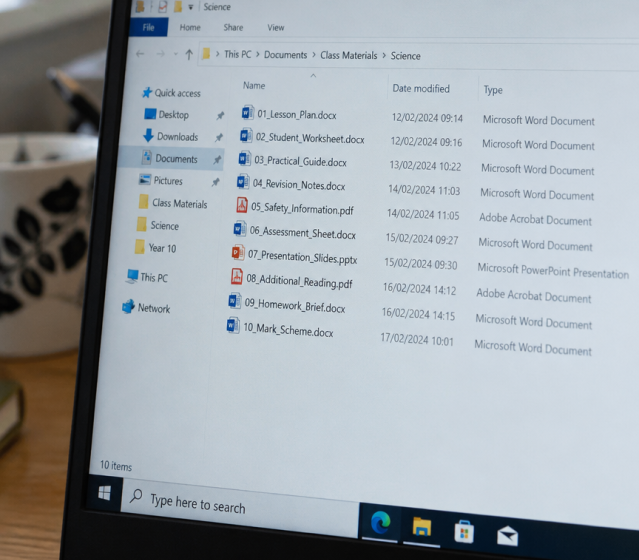 Science
File Home Share View
This PC > Documents > Class Materials > Science
Name Date modified Type
Quick access
Desktop
Downloads
Documents
Pictures
Class Materials
Science
Year 10
This PC
Network
01_Lesson_Plan.docx 12/02/2024 09:14 Microsoft Word Document
02_Student_Worksheet.docx 12/02/2024 09:16 Microsoft Word Document
03_Practical_Guide.docx 13/02/2024 10:22 Microsoft Word Document
04_Revision_Notes.docx 14/02/2024 11:03 Microsoft Word Document
05_Safety_Information.pdf 14/02/2024 11:05 Adobe Acrobat Document
06_Assessment_Sheet.docx 15/02/2024 09:27 Microsoft Word Document
07_Presentation_Slides.pptx 15/02/2024 09:30 Microsoft PowerPoint Presentation
08_Additional_Reading.pdf 16/02/2024 14:12 Adobe Acrobat Document
09_Homework_Brief.docx 16/02/2024 14:15 Microsoft Word Document
10_Mark_Scheme.docx 17/02/2024 10:01 Microsoft Word Document
10 items
Type here to search